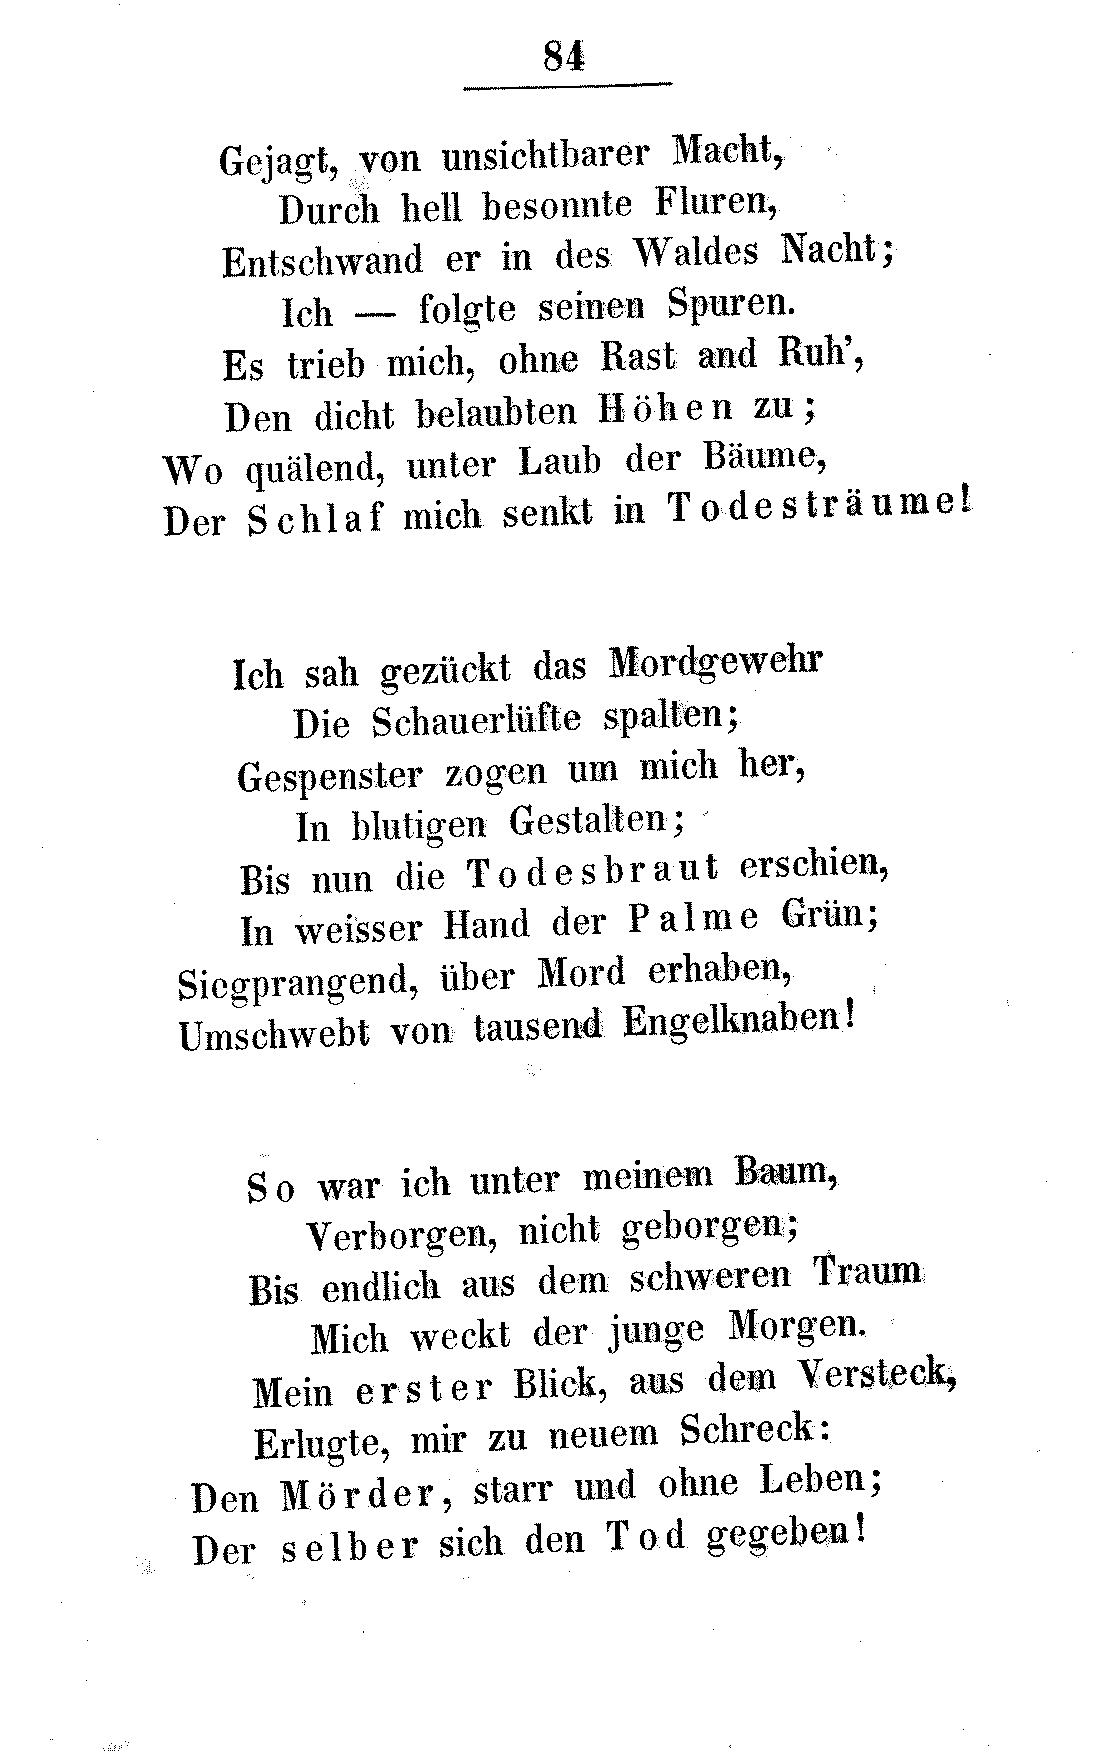 84
Gejagt, von unsichtbarer Macht,
Durch hell besonnte Fluren,
Entschwand er in des Waldes Nacht;
Ich — folgte seinen Spuren.
Es trieb mich, ohne Rast and Ruh',
Den dicht belaubten Höhen zu;
Wo quälend, unter Laub der Bäume,
Der Schlaf mich senkt in Todesträume!
Ich sah gezückt das Mordgewehr
Die Schauerlüfte spalten;
Gespenster zogen um mich her,
In blutigen Gestalten;
Bis nun die Todesbraut erschien,
In weisser Hand der Palme Grün;
Siegprangend, über Mord erhaben,
Umschwebt von tausend Engelknaben!
So war ich unter meinem Baum,
Verborgen, nicht geborgen;
Bis endlich aus dem schweren Traum
Mich weckt der junge Morgen.
Mein erster Blick, aus dem Versteck,
Erlugte, mir zu neuem Schreck:
Den Mörder, starr und ohne Leben;
Der selber sich den Tod gegeben!